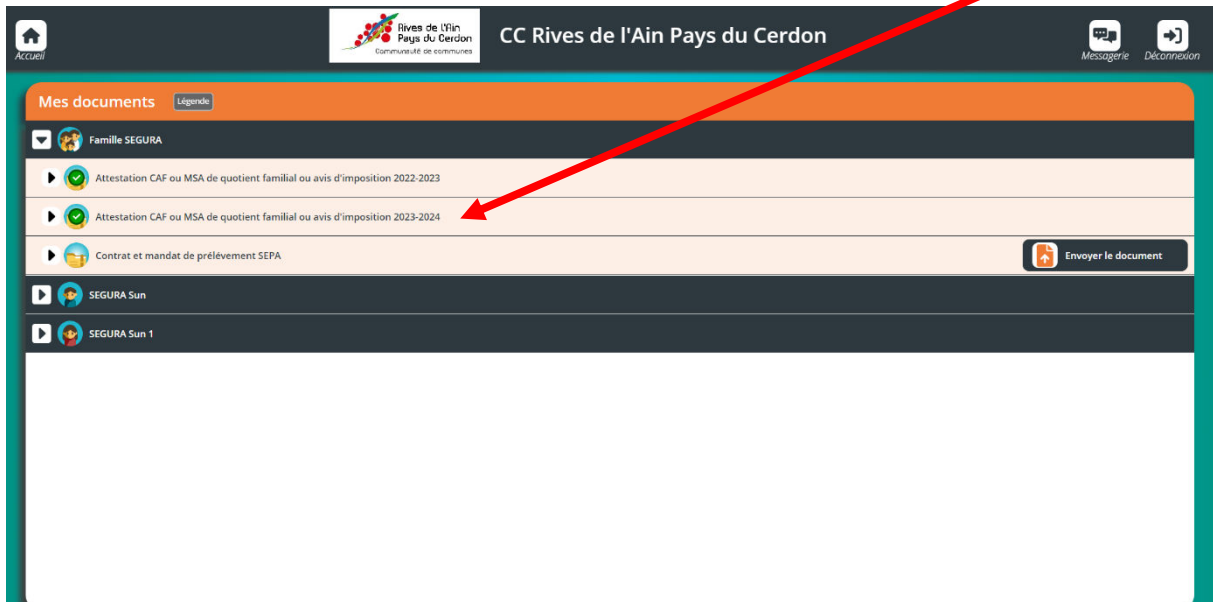 Accueil
Rives de l'Ain
Pays du Cerdon
Communauté de communes
CC Rives de l'Ain Pays du Cerdon
Messagerie
Déconnexion
Mes documents
Légende
Famille SEGURA
Attestation CAF ou MSA de quotient familial ou avis d'imposition 2022-2023
Attestation CAF ou MSA de quotient familial ou avis d'imposition 2023-2024
Contrat et mandat de prélévement SEPA
Envoyer le document
SEGURA Sun
SEGURA Sun 1